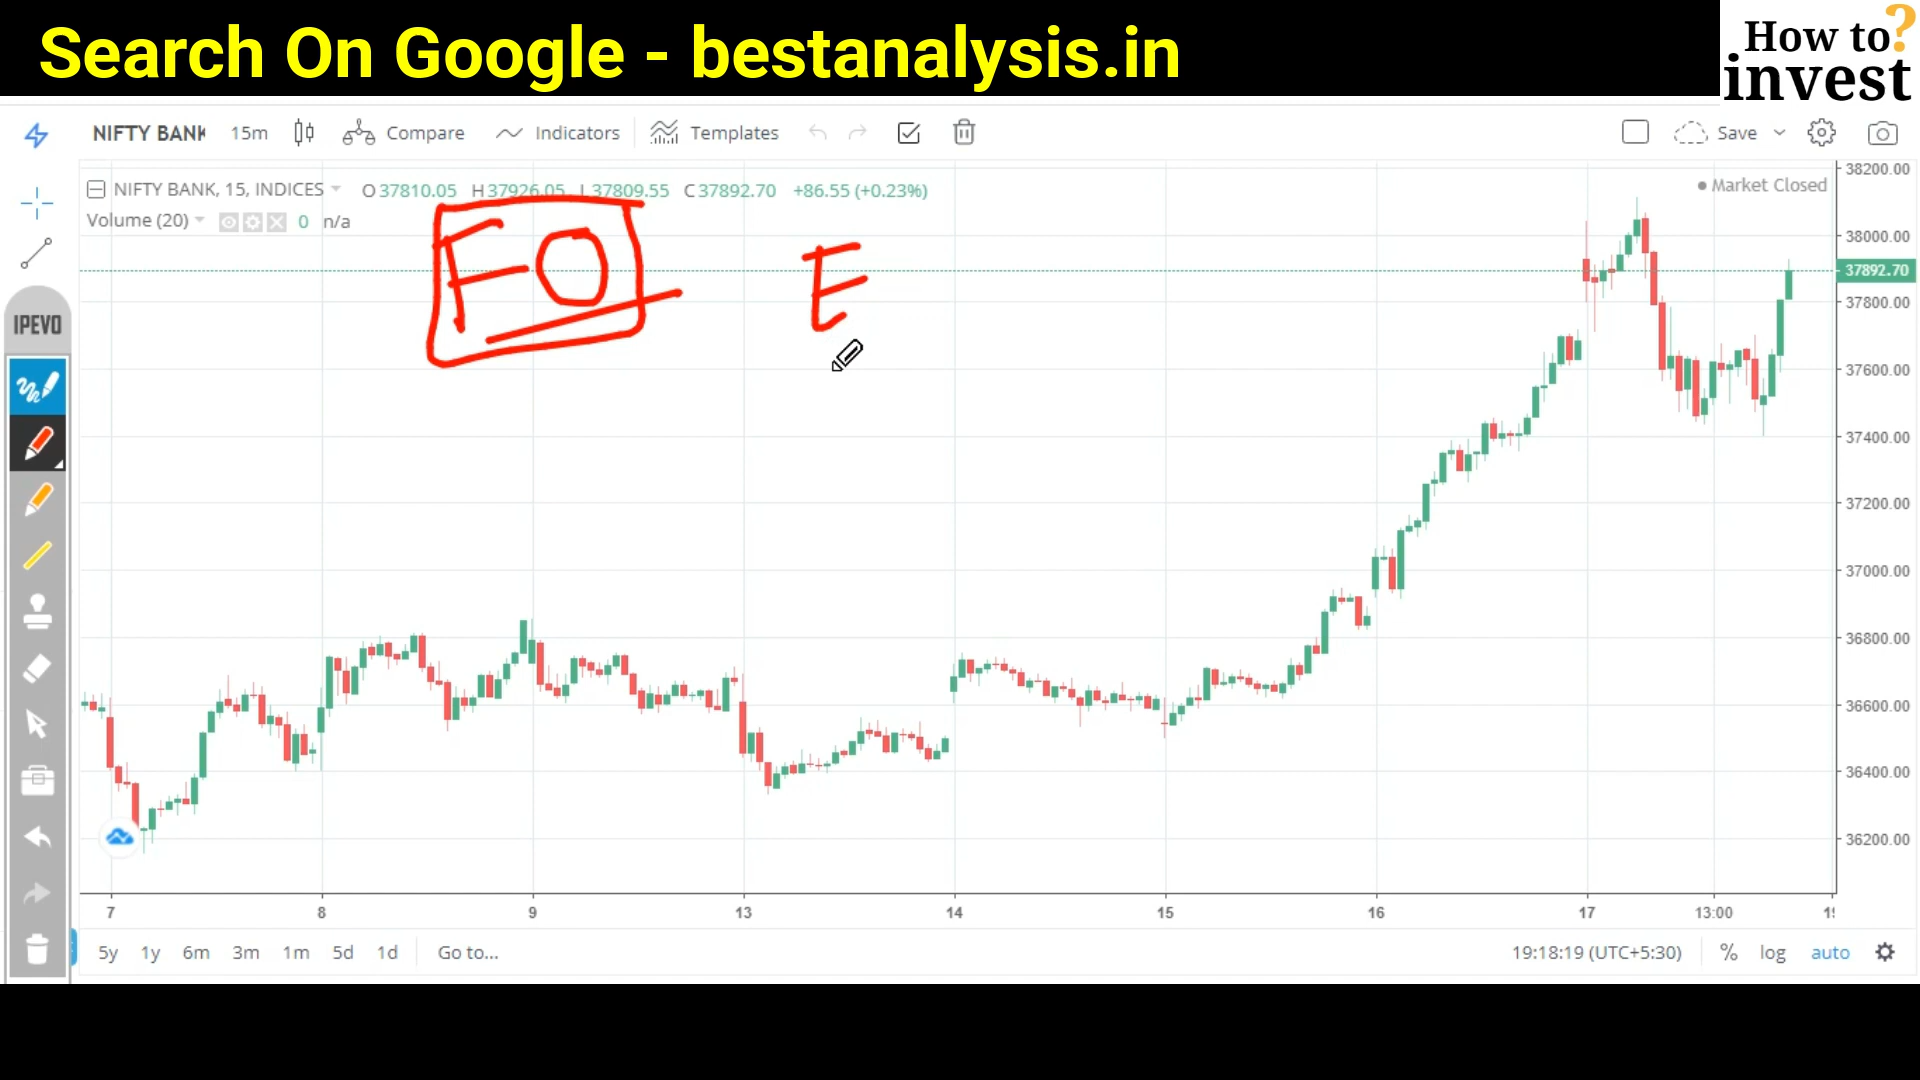 Search On Google - bestanalysis.in
How to?
invest
NIFTY BANK 15m Compare Indicators Templates Save
NIFTY BANK, 15, INDICES O37810.05 H37926.05 L37809.55 C37892.70 +86.55 (+0.23%)
Market Closed
Volume (20) 0 n/a
FO E
IPEVO
38200.00
38000.00
37892.70
37800.00
37600.00
37400.00
37200.00
37000.00
36800.00
36600.00
36400.00
36200.00
7 8 9 13 14 15 16 17 13:00
5y 1y 6m 3m 1m 5d 1d Go to... 19:18:19 (UTC+5:30) % log auto